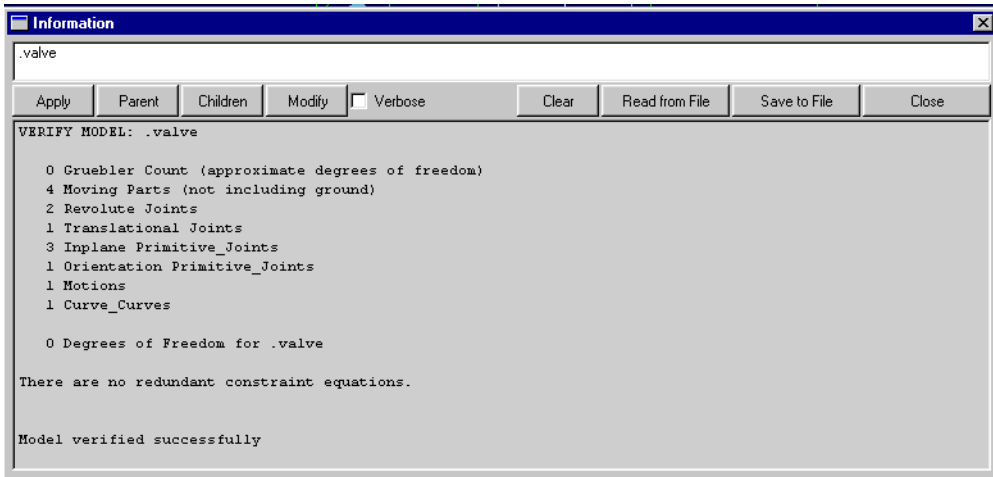 Information
.valve
Apply Parent Children Modify Verbose Clear Read from File Save to File Close
VERIFY MODEL: .valve
0 Gruebler Count (approximate degrees of freedom)
4 Moving Parts (not including ground)
2 Revolute Joints
1 Translational Joints
3 Inplane Primitive_Joints
1 Orientation Primitive_Joints
1 Motions
1 Curve_Curves
0 Degrees of Freedom for .valve
There are no redundant constraint equations.
Model verified successfully